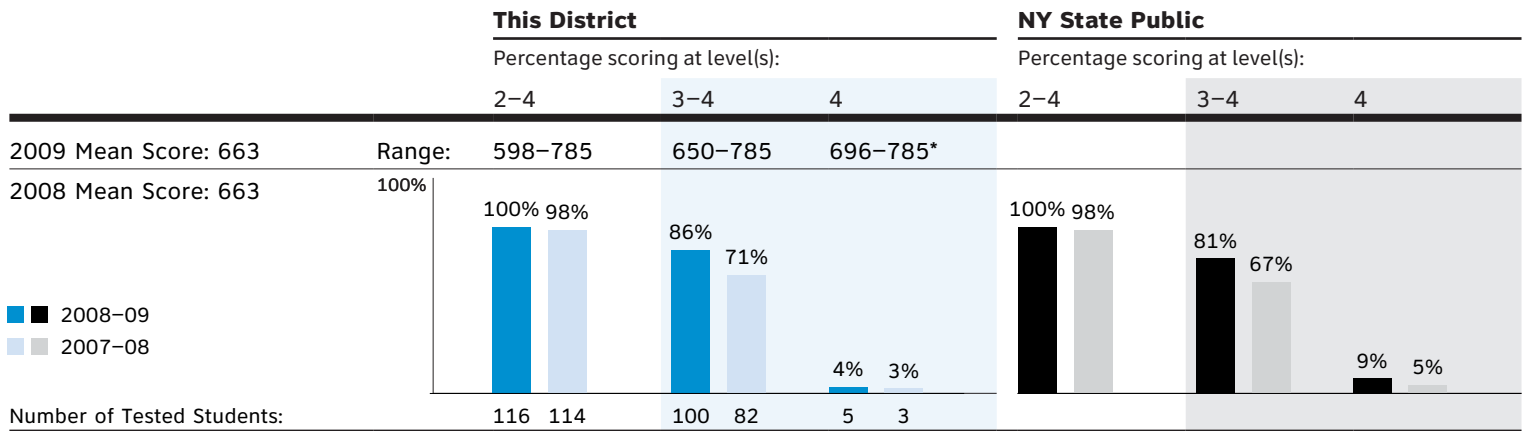 This District NY State Public
Percentage scoring at level(s): Percentage scoring at level(s):
2–4 3–4 4 2–4 3–4 4
2009 Mean Score: 663 Range: 598–785 650–785 696–785*
2008 Mean Score: 663 100%
100% 98% 100% 98%
86% 81%
71% 67%
4% 3% 9% 5%
2008–09
2007–08
Number of Tested Students: 116 114 100 82 5 3